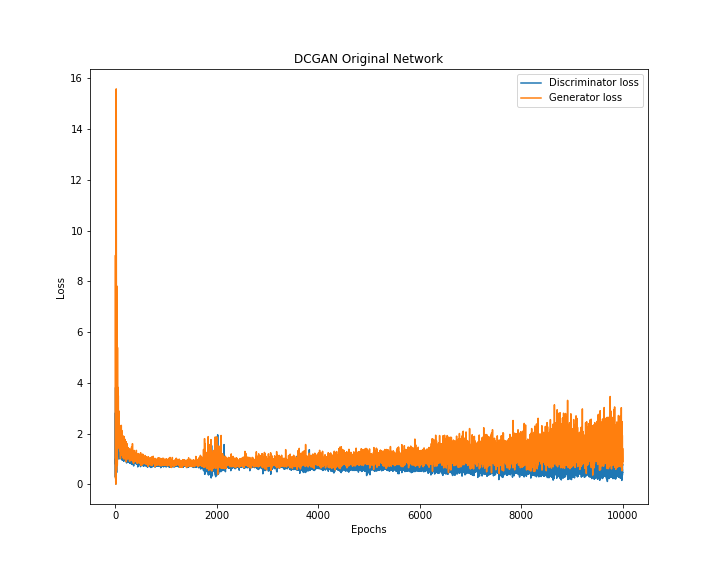 DCGAN Original Network
Discriminator loss
Generator loss
16
14
12
10
8
6
4
2
0
Loss
0 2000 4000 6000 8000 10000
Epochs